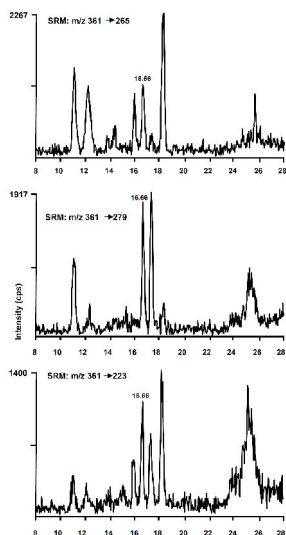 2267
SRM: m/z 361 → 265
16.66
8 10 12 14 16 18 20 22 24 26 28
1917
SRM: m/z 361 → 279
16.66
Intensity (cps)
8 10 12 14 16 18 20 22 24 26 28
1400
SRM: m/z 361 → 223
16.66
8 10 12 14 16 18 20 22 24 26 28